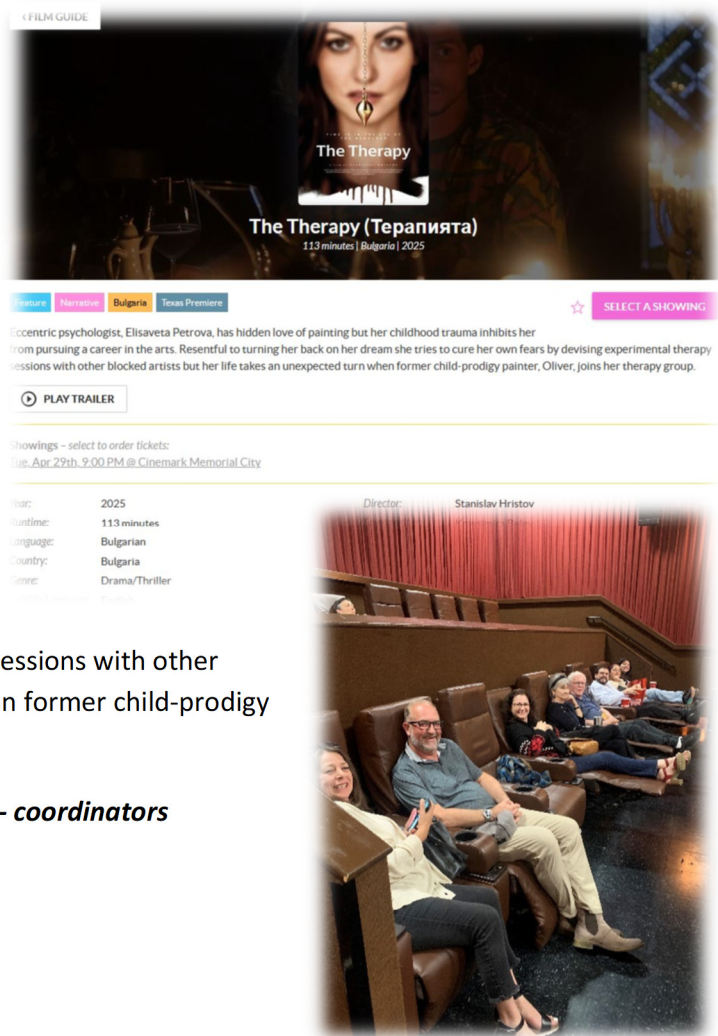 ‹ FILM GUIDE
The Therapy
The Therapy (Терапията)
113 minutes | Bulgaria | 2025
Feature
Narrative
Bulgaria
Texas Premiere
SELECT A SHOWING
Eccentric psychologist, Elisaveta Petrova, has hidden love of painting but her childhood trauma inhibits her
from pursuing a career in the arts. Resentful to turning her back on her dream she tries to cure her own fears by devising experimental therapy
sessions with other blocked artists but her life takes an unexpected turn when former child-prodigy painter, Oliver, joins her therapy group.
PLAY TRAILER
Showings – select to order tickets:
Tue, Apr 29th, 9:00 PM @ Cinemark Memorial City
Year: 2025 Director: Stanislav Hristov
Runtime: 113 minutes
Language: Bulgarian
Country: Bulgaria
Genre: Drama/Thriller
essions with other
n former child-prodigy
- coordinators